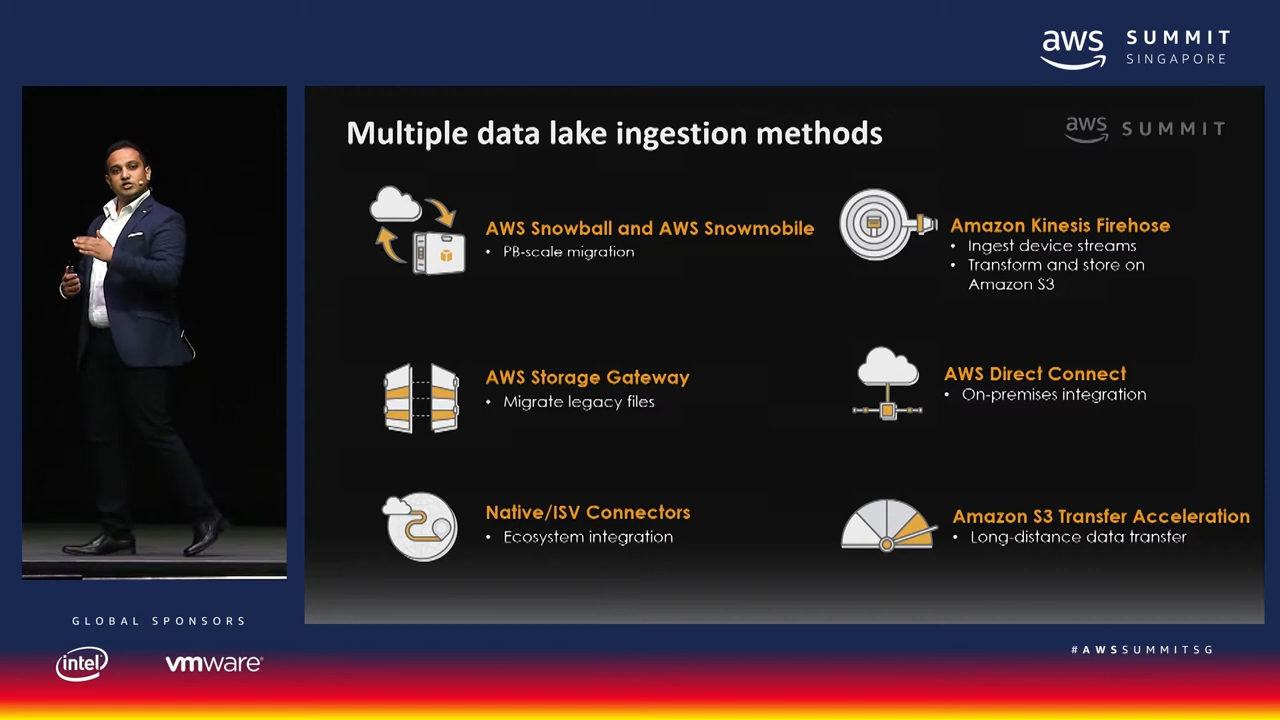 aws SUMMIT
SINGAPORE
Multiple data lake ingestion methods
aws SUMMIT
AWS Snowball and AWS Snowmobile
• PB-scale migration
Amazon Kinesis Firehose
• Ingest device streams
• Transform and store on
Amazon S3
AWS Storage Gateway
• Migrate legacy files
AWS Direct Connect
• On-premises integration
Native/ISV Connectors
• Ecosystem integration
Amazon S3 Transfer Acceleration
• Long-distance data transfer
GLOBAL SPONSORS
intel
vmware
#AWSSUMMITSG